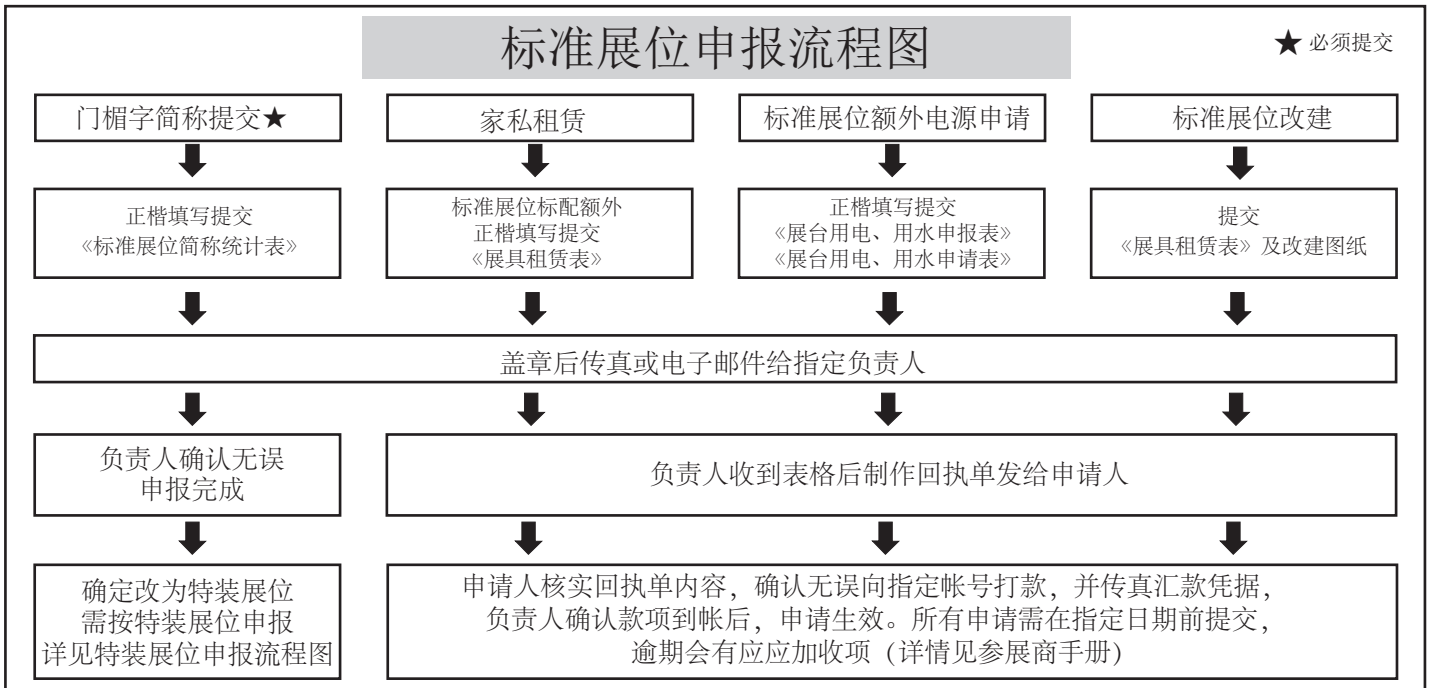 标准展位申报流程图
★ 必须提交
门楣字简称提交★
家私租赁
标准展位额外电源申请
标准展位改建
正楷填写提交
《标准展位简称统计表》
标准展位标配额外
正楷填写提交
《展具租赁表》
正楷填写提交
《展台用电、用水申报表》
《展台用电、用水申请表》
提交
《展具租赁表》及改建图纸
盖章后传真或电子邮件给指定负责人
负责人确认无误
申报完成
负责人收到表格后制作回执单发给申请人
确定改为特装展位
需按特装展位申报
详见特装展位申报流程图
申请人核实回执单内容，确认无误向指定帐号打款，并传真汇款凭据，
负责人确认款项到帐后，申请生效。所有申请需在指定日期前提交，
逾期会有应应加收项（详情见参展商手册）